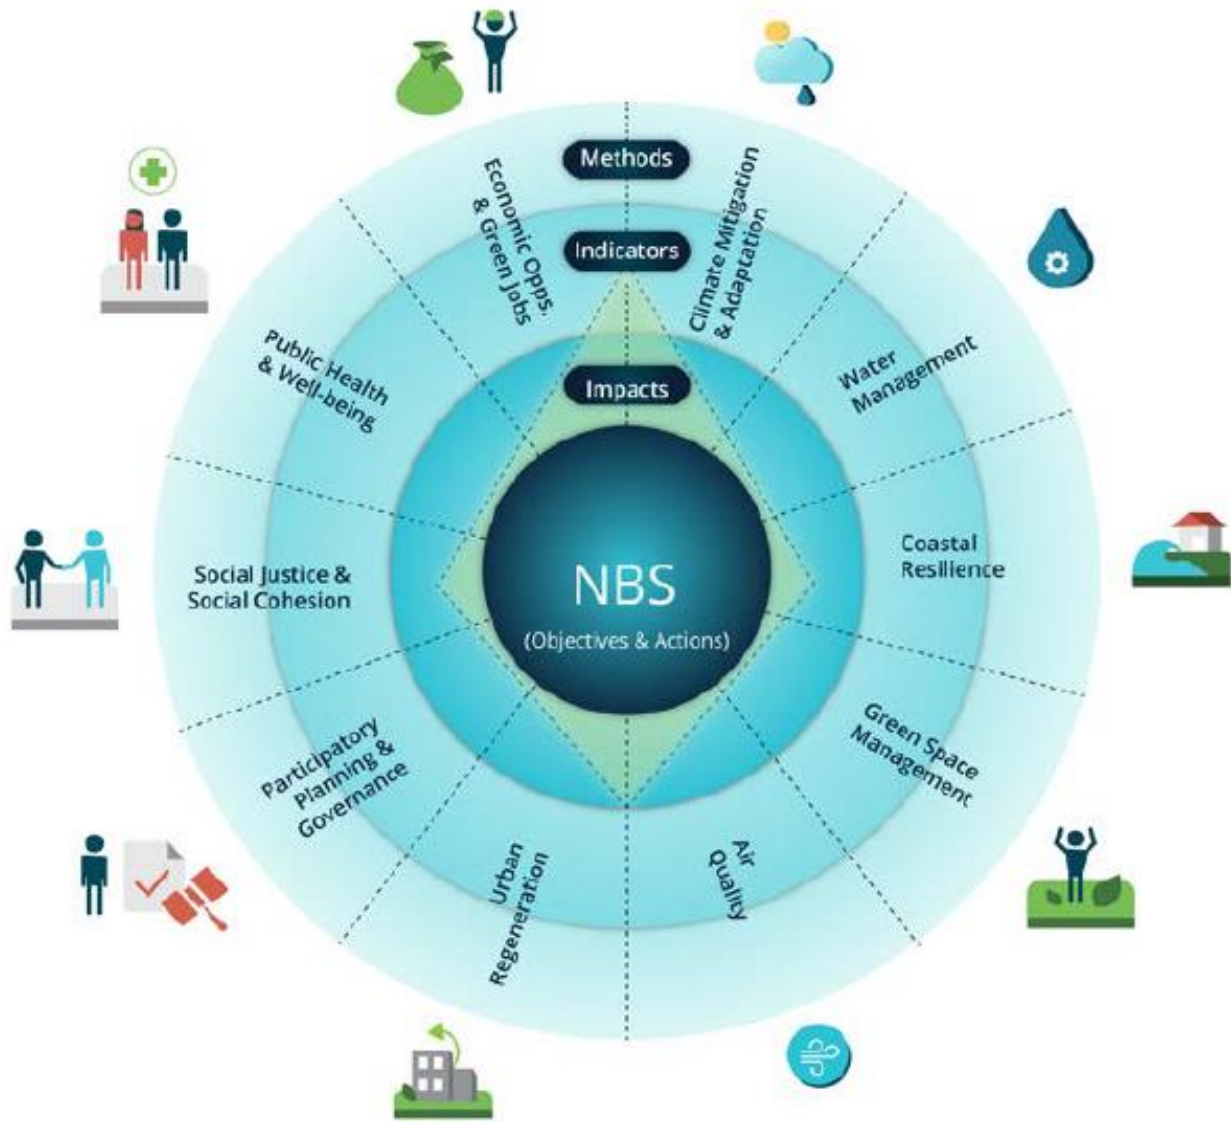 Methods
Indicators
Impacts
NBS
(Objectives & Actions)
Climate Mitigation
& Adaptation
Water
Management
Coastal
Resilience
Green Space
Management
Air
Quality
Urban
Regeneration
Participatory
Planning &
Governance
Social Justice &
Social Cohesion
Public Health
& Well-being
Economic Opps.
& Green Jobs